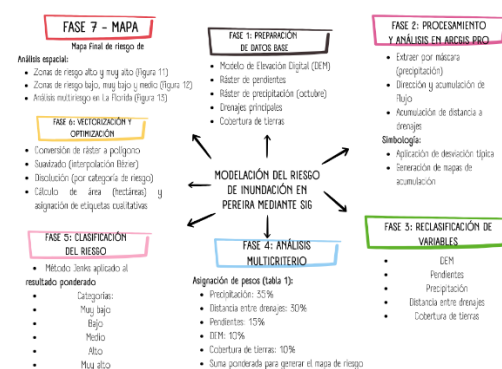 FASE 7 - MAPA
Mapa Final de riesgo de
Análisis espacial:
• Zonas de riesgo alto y muy alto (Figura 11)
• Zonas de riesgo bajo, muy bajo y medio (Figura 12)
• Análisis multiriesgo en La Florida (Figura 13)
FASE 6: VECTORIZACIÓN Y
OPTIMIZACIÓN
• Conversión de ráster a polígono
• Suavizado (interpolación Bézier)
• Disolución (por categoría de riesgo)
• Cálculo de área (hectáreas) y
asignación de etiquetas cualitativas
FASE 5: CLASIFICACIÓN
DEL RIESGO
• Método Jenks aplicado al
resultado ponderado
• Categorías:
• Muy bajo
• Bajo
• Medio
• Alto
• Muy alto
FASE 1: PREPARACIÓN
DE DATOS BASE
• Modelo de Elevación Digital (DEM)
• Ráster de pendientes
• Ráster de precipitación (octubre)
• Drenajes principales
• Cobertura de tierras
MODELACIÓN DEL RIESGO
DE INUNDACIÓN EN
PEREIRA MEDIANTE SIG
FASE 4: ANÁLISIS
MULTICRITERIO
Asignación de pesos (tabla 1):
• Precipitación: 35%
• Distancia entre drenajes: 30%
• Pendientes: 15%
• DEM: 10%
• Cobertura de tierras: 10%
• Suma ponderada para generar el mapa de riesgo
FASE 2: PROCESAMIENTO
Y ANÁLISIS EN ARCGIS PRO
• Extraer por máscara
(precipitación)
• Dirección y acumulación de
flujo
• Acumulación de distancia a
drenajes
Simbología:
• Aplicación de desviación típica
• Generación de mapas de
acumulación
FASE 3: RECLASIFICACIÓN DE
VARIABLES
• DEM
• Pendientes
• Precipitación
• Distancia entre drenajes
• Cobertura de tierras